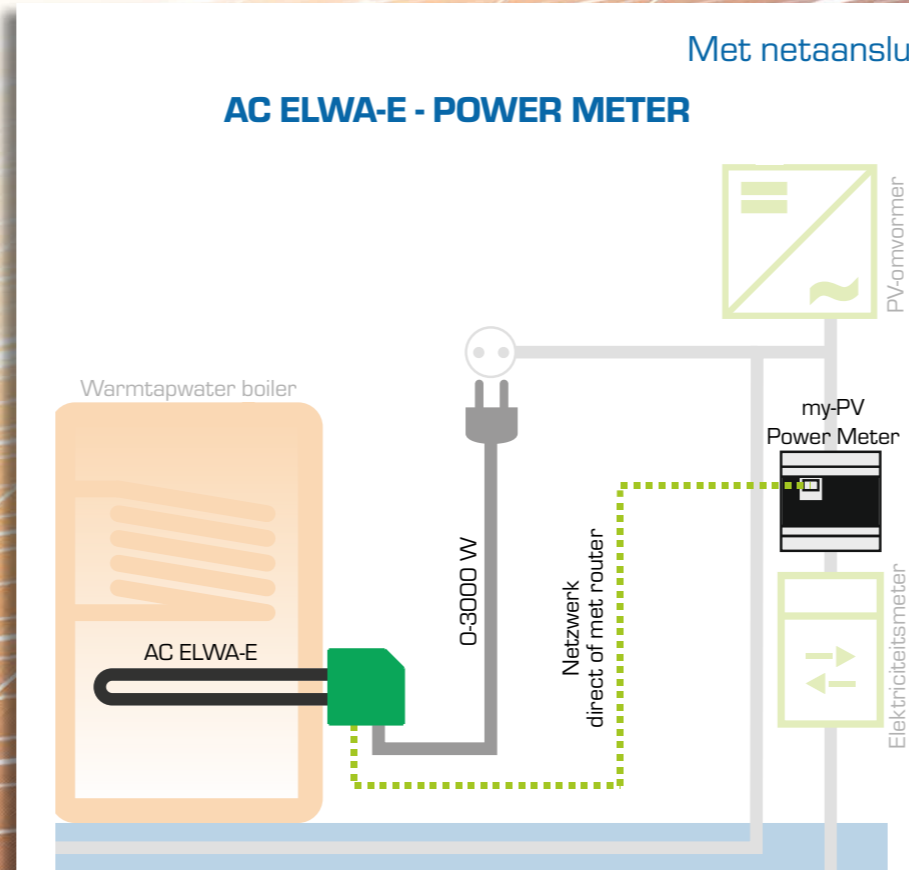 Met netaanslu
AC ELWA-E - POWER METER
PV-omvormer
Warmtapwater boiler
my-PV
Power Meter
0-3000 W
Netzwerk
direct of met router
AC ELWA-E
Elektriciteitsmeter